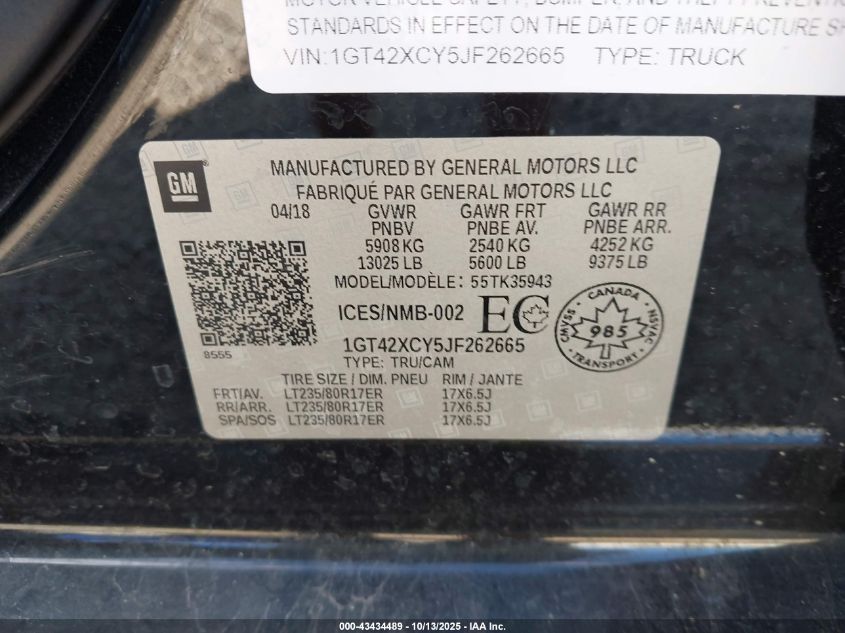 STANDARDS IN EFFECT ON THE DATE OF MANUFACTURE
VIN:1GT42XCY5JF262665 TYPE: TRUCK
GM
MANUFACTURED BY GENERAL MOTORS LLC
FABRIQUÉ PAR GENERAL MOTORS LLC
04/18 GVWR GAWR FRT GAWR RR
PNBV PNBE AV. PNBE ARR.
5908 KG 2540 KG 4252 KG
13025 LB 5600 LB 9375 LB
MODEL/MODÈLE: 55TK35943
ICES/NMB-002 EC
CANADA
CMVSS 985 NSVAC
TRANSPORT
8555
1GT42XCY5JF262665
TYPE: TRU/CAM
TIRE SIZE / DIM. PNEU RIM / JANTE
FRT/AV. LT235/80R17ER 17X6.5J
RR/ARR. LT235/80R17ER 17X6.5J
SPA/SOS LT235/80R17ER 17X6.5J
000-43434489 - 10/13/2025 - IAA Inc.